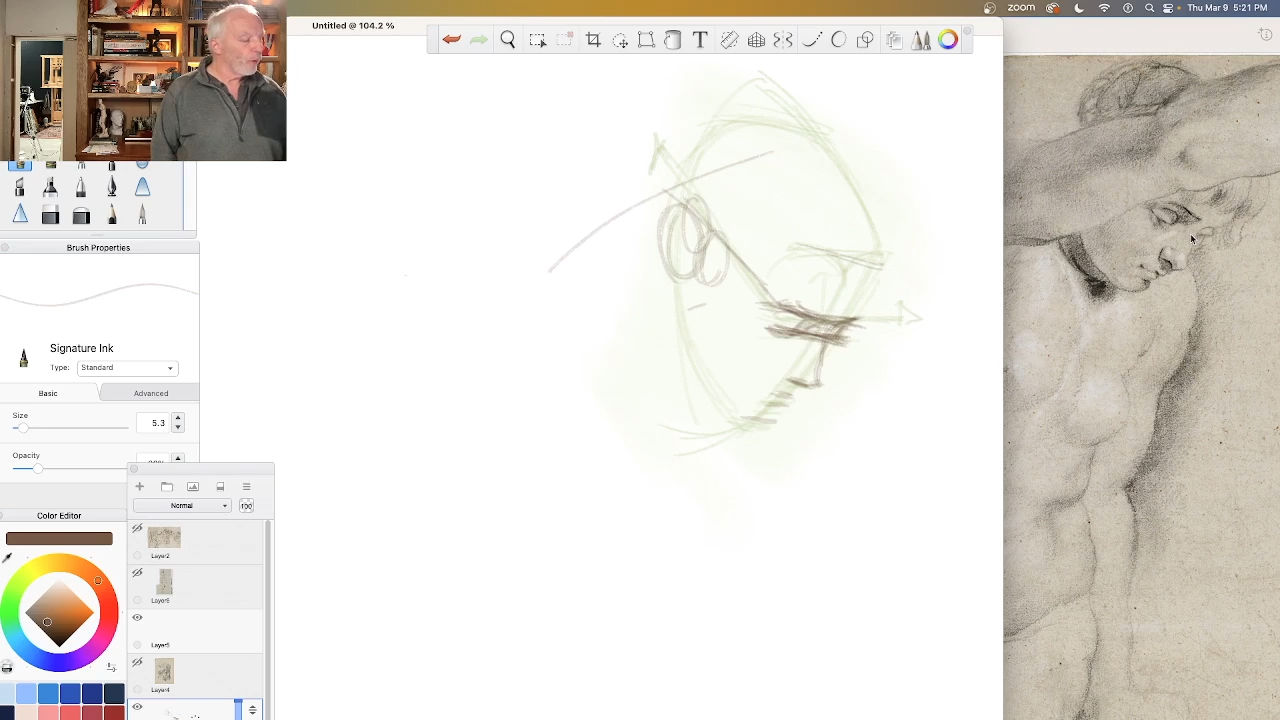 zoom
Thu Mar 9 5:21 PM
Untitled @ 104.2 %
T
Brush Properties
Signature Ink
Type: Standard
Basic Advanced
Size
5.3
Opacity
Normal
Color Editor
Layer2
Layer6
Layer5
Layer4